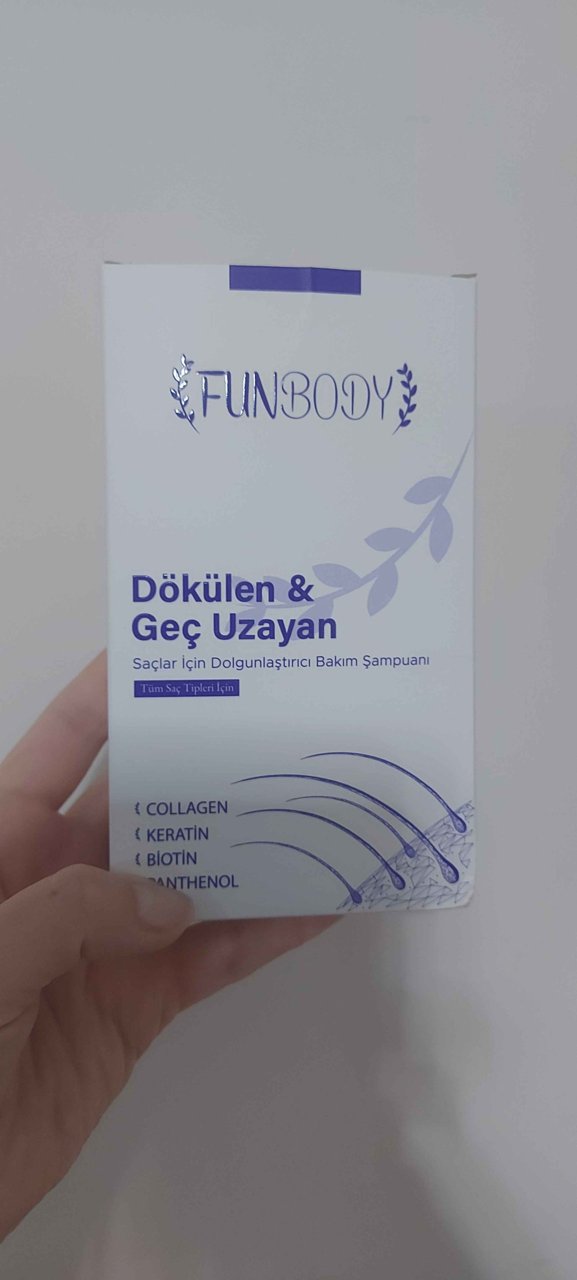 FUNBODY
Dökülen &
Geç Uzayan
Saçlar İçin Dolgunlaştırıcı Bakım Şampuanı
Tüm Saç Tipleri İçin
COLLAGEN
KERATİN
BİOTİN
PANTHENOL